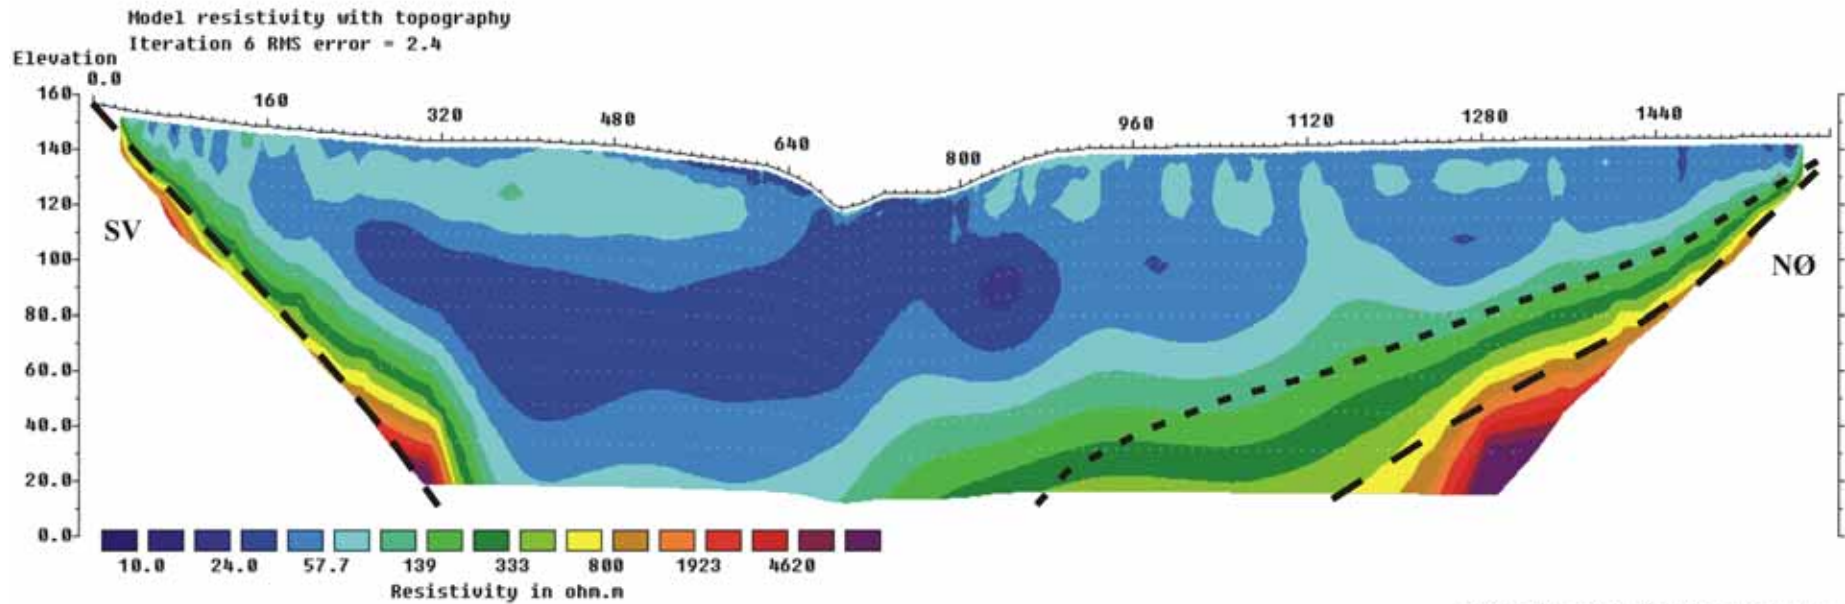 Model resistivity with topography
Iteration 6 RMS error = 2.4
Elevation
0.0
160
160
320
480
640
800
960
1120
1280
1440
140
120
100
80.0
60.0
40.0
20.0
0.0
SV
NØ
10.0 24.0 57.7 139 333 800 1923 4620
Resistivity in ohm.m